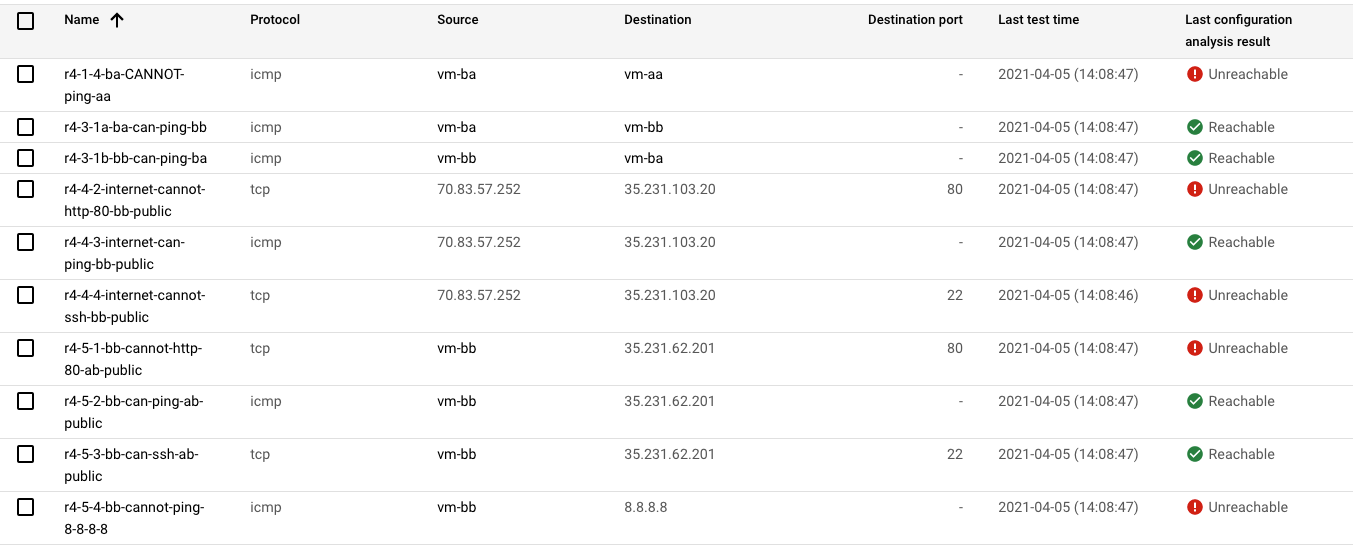 Name Protocol Source Destination Destination port Last test time Last configuration
analysis result
r4-1-4-ba-CANNOT- icmp vm-ba vm-aa - 2021-04-05 (14:08:47) Unreachable
ping-aa
r4-3-1a-ba-can-ping-bb icmp vm-ba vm-bb - 2021-04-05 (14:08:47) Reachable
r4-3-1b-bb-can-ping-ba icmp vm-bb vm-ba - 2021-04-05 (14:08:47) Reachable
r4-4-2-internet-cannot- tcp 70.83.57.252 35.231.103.20 80 2021-04-05 (14:08:47) Unreachable
http-80-bb-public
r4-4-3-internet-can- icmp 70.83.57.252 35.231.103.20 - 2021-04-05 (14:08:47) Reachable
ping-bb-public
r4-4-4-internet-cannot- tcp 70.83.57.252 35.231.103.20 22 2021-04-05 (14:08:46) Unreachable
ssh-bb-public
r4-5-1-bb-cannot-http- tcp vm-bb 35.231.62.201 80 2021-04-05 (14:08:47) Unreachable
80-ab-public
r4-5-2-bb-can-ping-ab- icmp vm-bb 35.231.62.201 - 2021-04-05 (14:08:47) Reachable
public
r4-5-3-bb-can-ssh-ab- tcp vm-bb 35.231.62.201 22 2021-04-05 (14:08:47) Reachable
public
r4-5-4-bb-cannot-ping- icmp vm-bb 8.8.8.8 - 2021-04-05 (14:08:47) Unreachable
8-8-8-8